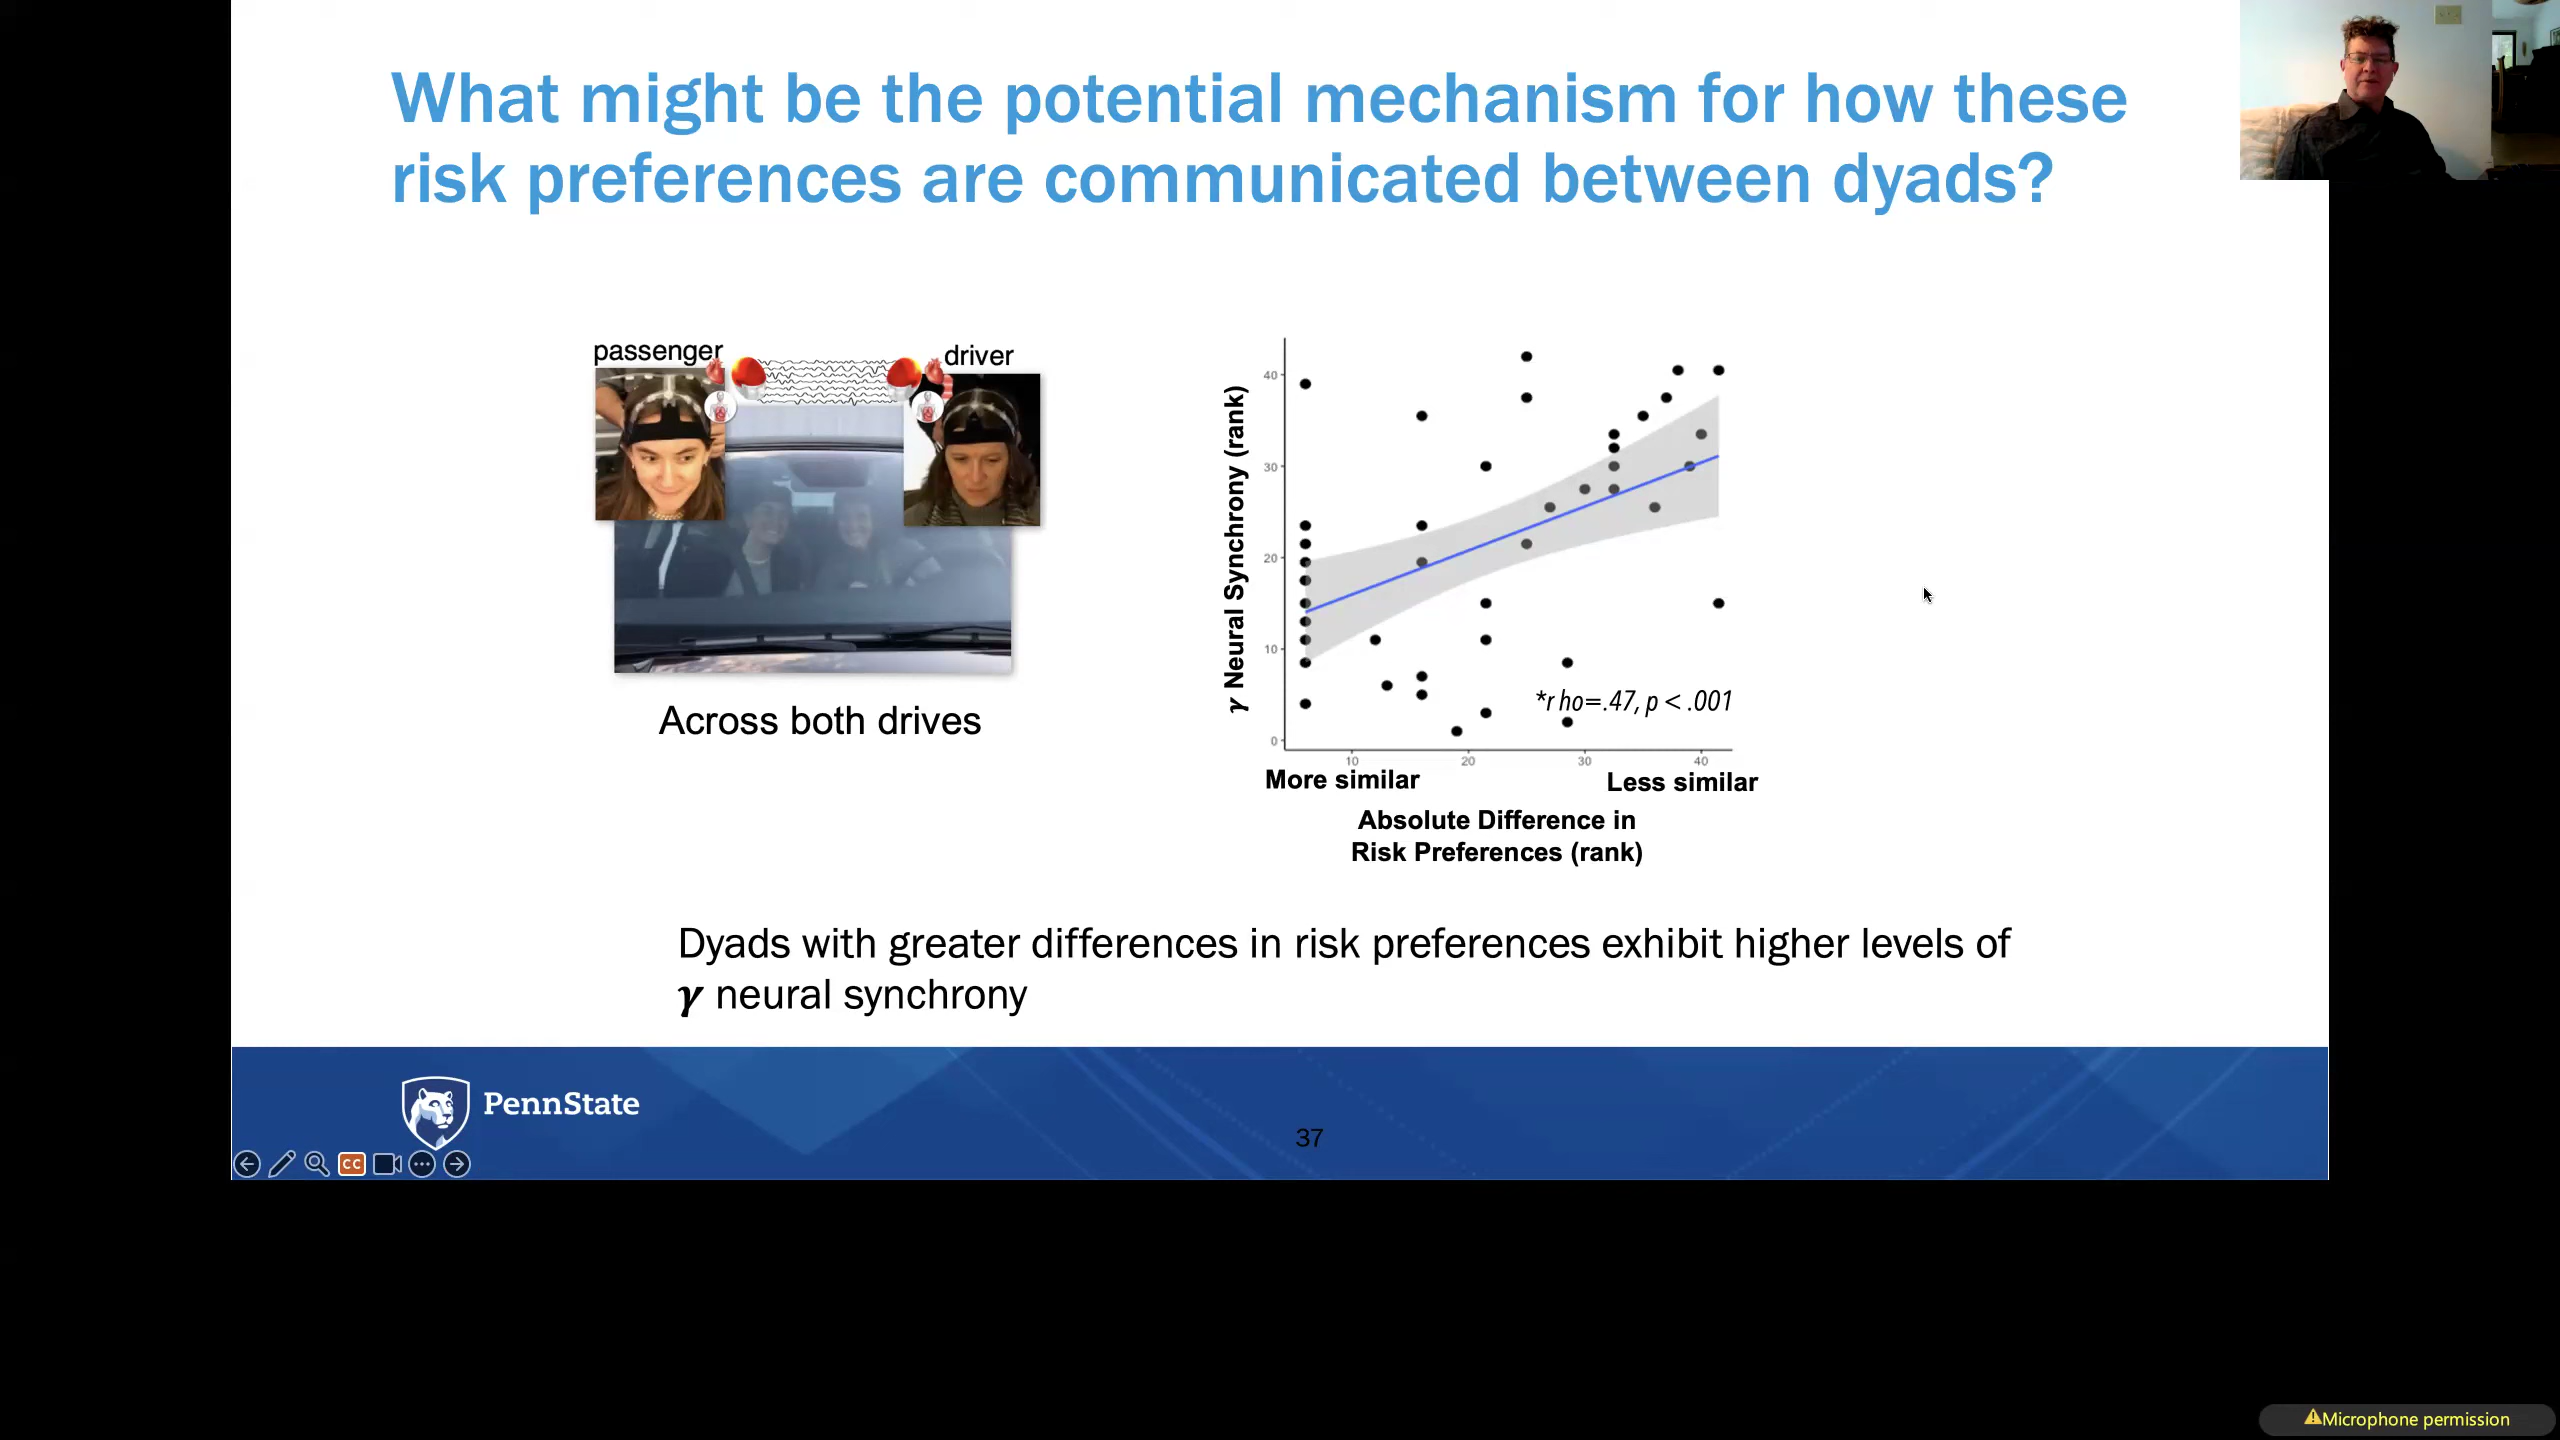 What might be the potential mechanism for how these
risk preferences are communicated between dyads?
passenger
driver
Across both drives
γ Neural Synchrony (rank)
40
30
20
10
0
*rho=.47, p < .001
10
20
30
40
More similar
Less similar
Absolute Difference in
Risk Preferences (rank)
Dyads with greater differences in risk preferences exhibit higher levels of
γ neural synchrony
PennState
37
CC
Microphone permission